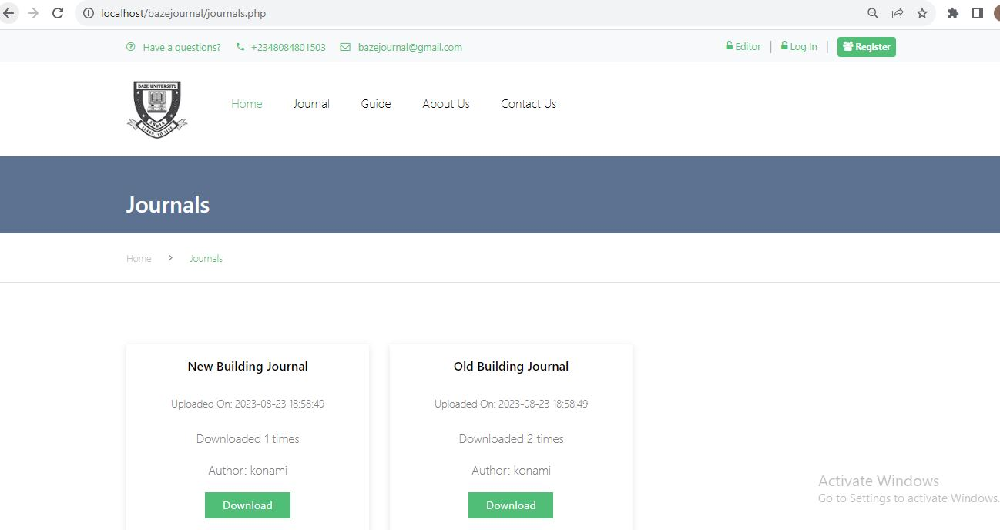 localhost/bazejournal/journals.php
Have a questions? +2348084801503 bazejournal@gmail.com Editor | Log In | Register
BAZE UNIVERSITY
ABUJA
LEARN TO LIVE
Home Journal Guide About Us Contact Us
Journals
Home > Journals
New Building Journal
Uploaded On: 2023-08-23 18:58:49
Downloaded 1 times
Author: konami
Download
Old Building Journal
Uploaded On: 2023-08-23 18:58:49
Downloaded 2 times
Author: konami
Download
Activate Windows
Go to Settings to activate Windows.